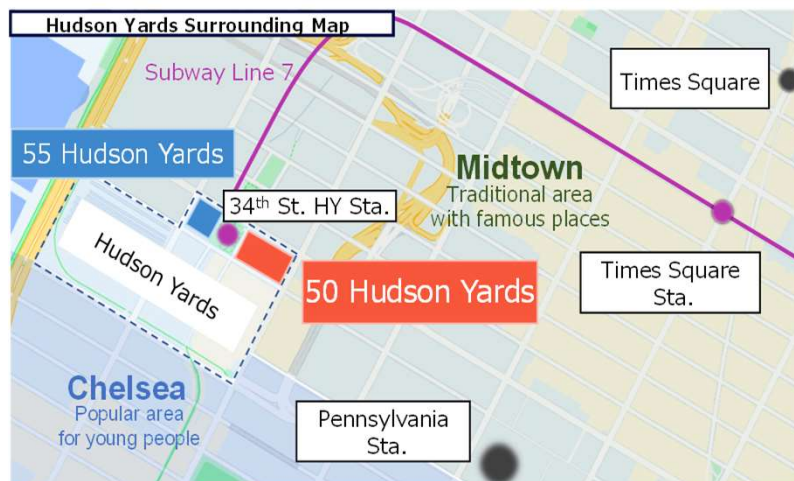 Hudson Yards Surrounding Map
Subway Line 7
Times Square
55 Hudson Yards
Midtown
Traditional area
with famous places
34th St. HY Sta.
Hudson Yards
50 Hudson Yards
Times Square
Sta.
Chelsea
Popular area
for young people
Pennsylvania
Sta.